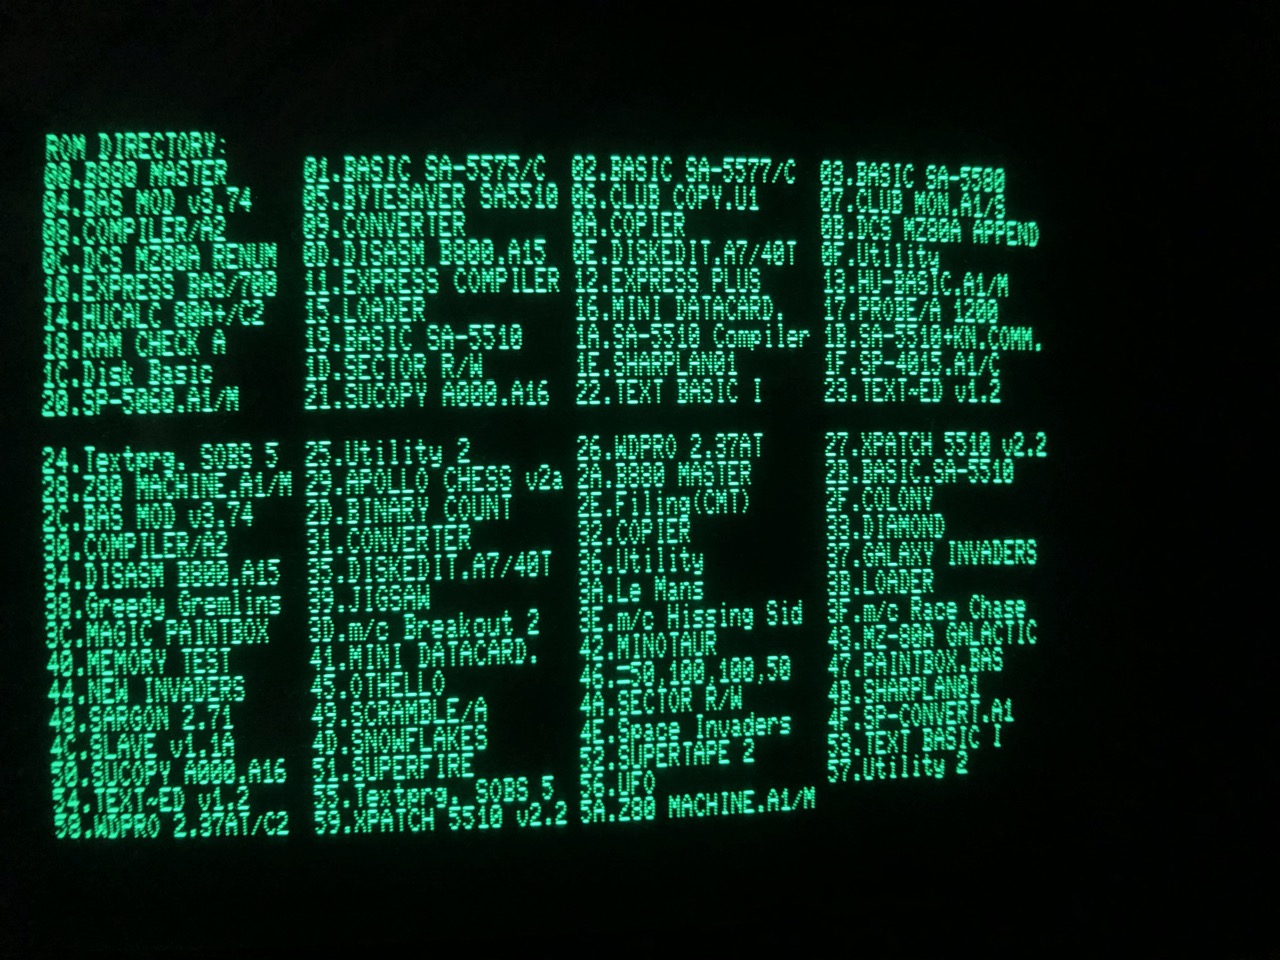 ROM DIRECTORY:
00.B880 MASTER 01.BASIC SA-5575/C 02.BASIC SA-5577/C 03.BASIC SA-5580
04.BAS MOD v3.74 05.BYTESAVER SA5510 06.CLUB COPY.U1 07.CLUB MON.A1/8
08.COMPILER/A2 09.CONVERTER 0A.COPIER 0B.DCS MZ80A APPEND
0C.DCS MZ80A RENUM 0D.DISASM B800.A15 0E.DISKEDIT.A7/40T 0F.Utility
10.EXPRESS BAS/700 11.EXPRESS COMPILER 12.EXPRESS PLUS 13.HU-BASIC.A1/M
14.HUCALC 80A+/C2 15.LOADER 16.MINI DATACARD. 17.PROBE/A 1200
18.RAM CHECK A 19.BASIC SA-5510 1A.SA-5510 Compiler 1B.SA-5510+KN.COMM.
1C.Disk Basic 1D.SECTOR R/W 1E.SHARPLAN01 1F.SP-4015.A1/C
20.SP-5060.A1/M 21.SUCOPY A000.A16 22.TEXT BASIC I 23.TEXT~ED v1.2
24.Texterg. SOBS 5 25.Utility 2 26.WDPRO 2.37AT 27.XPATCH 5510 v2.2
28.Z80 MACHINE.A1/M 29.APOLLO CHESS v2a 2A.B880 MASTER 2B.BASIC.SA-5510
2C.BAS MOD v3.74 2D.BINARY COUNT 2E.Filing(CMT) 2F.COLONY
30.COMPILER/A2 31.CONVERTER 32.COPIER 33.DIAMOND
34.DISASM B800.A15 35.DISKEDIT.A7/40T 36.Utility 37.GALAXY INVADERS
38.Greedy Gremlins 39.JIGSAW 3A.Le Mans 3B.LOADER
3C.MAGIC PAINTBOX 3D.m/c Breakout 2 3E.m/c Hissing Sid 3F.m/c Race Chase
40.MEMORY TEST 41.MINI DATACARD. 42.MINOTAUR 43.MZ-80A GALACTIC
44.NEW INVADERS 45.OTHELLO 46.-50,100,100,50 47.PAINTBOX.BAS
48.SARGON 2.71 49.SCRAMBLE/A 4A.SECTOR R/W 4B.SHARPLAN01
4C.SLAVE v1.1A 4D.SNOWFLAKES 4E.Space Invaders 4F.SP-CONVERT.A1
50.SUCOPY A000.A16 51.SUPERFIRE 52.SUPERTAPE 2 53.TEXT BASIC I
54.TEXT~ED v1.2 55.Texterg. SOBS 5 56.UFO 57.Utility 2
58.WDPRO 2.37AT/C2 59.XPATCH 5510 v2.2 5A.Z80 MACHINE.A1/M